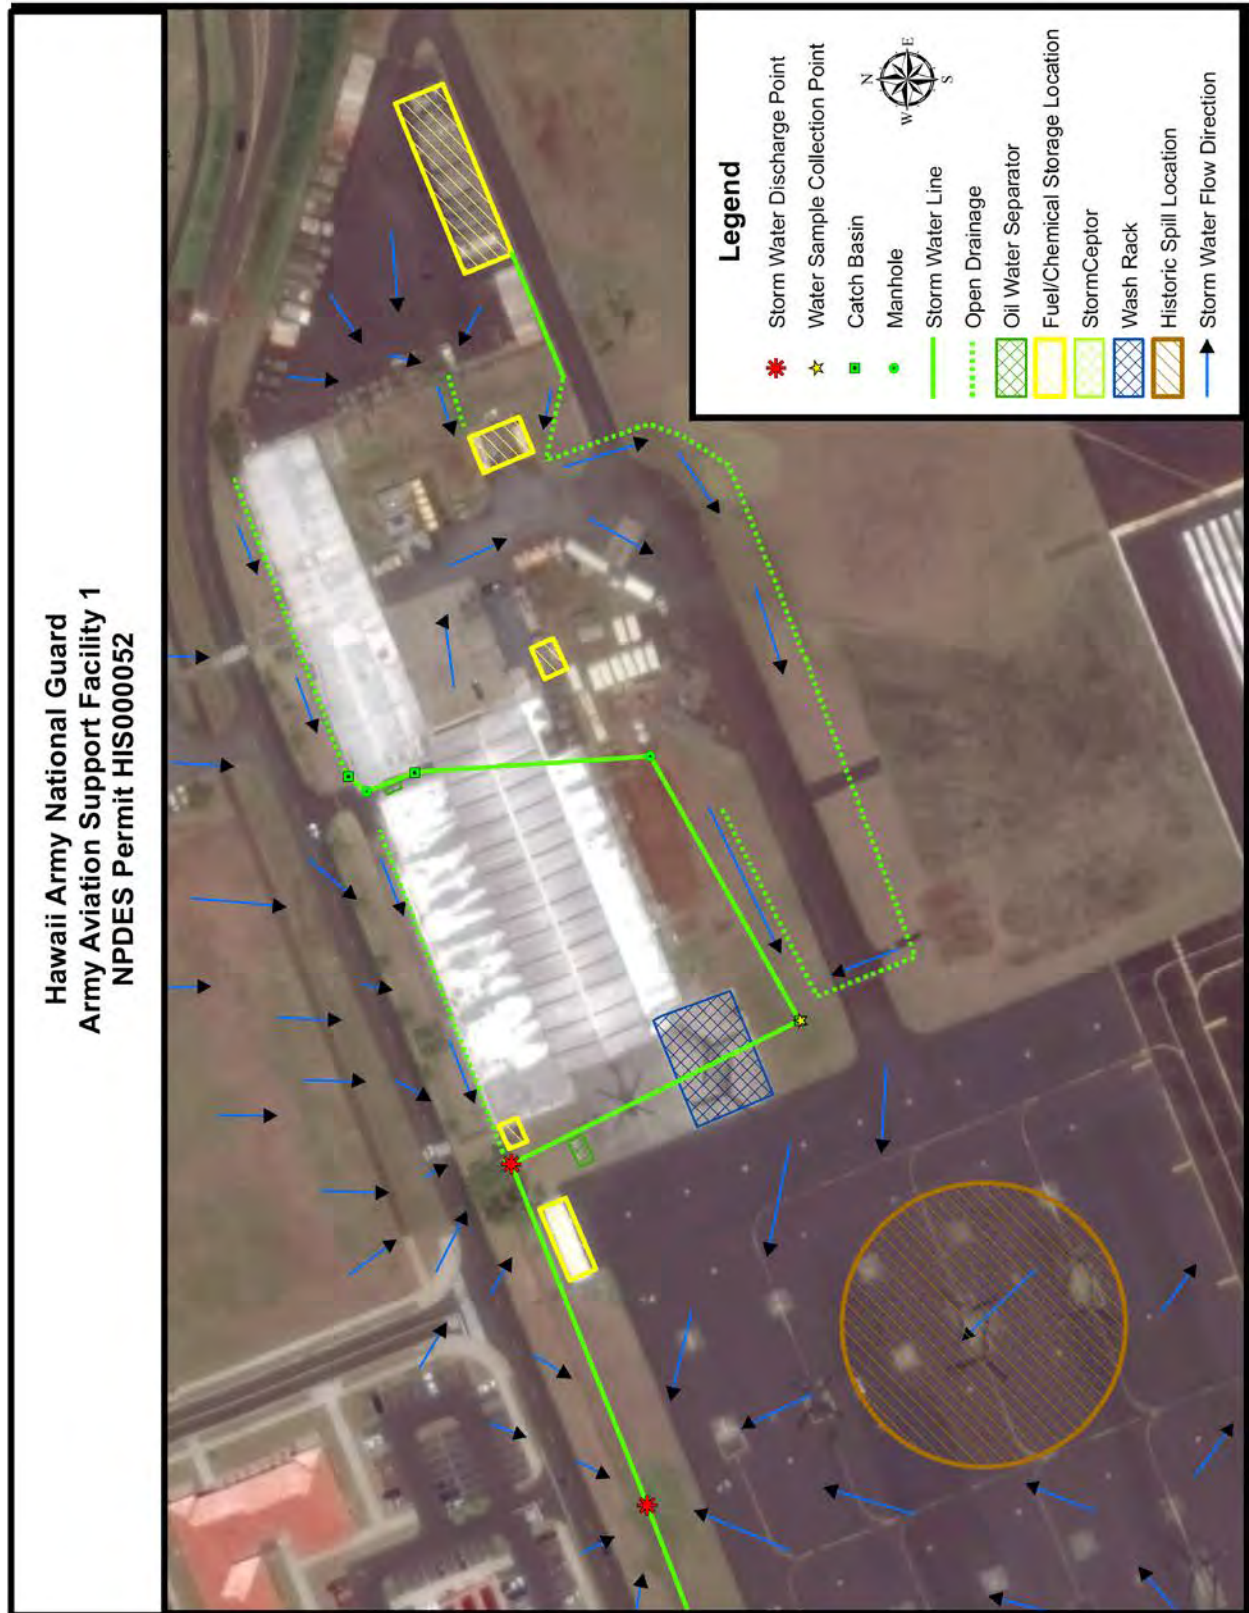 Hawaii Army National Guard
Army Aviation Support Facility 1
NPDES Permit HIS000052
Legend
Storm Water Discharge Point
Water Sample Collection Point
Catch Basin
Manhole
Storm Water Line
Open Drainage
Oil Water Separator
Fuel/Chemical Storage Location
StormCeptor
Wash Rack
Historic Spill Location
Storm Water Flow Direction
N
E
S
W